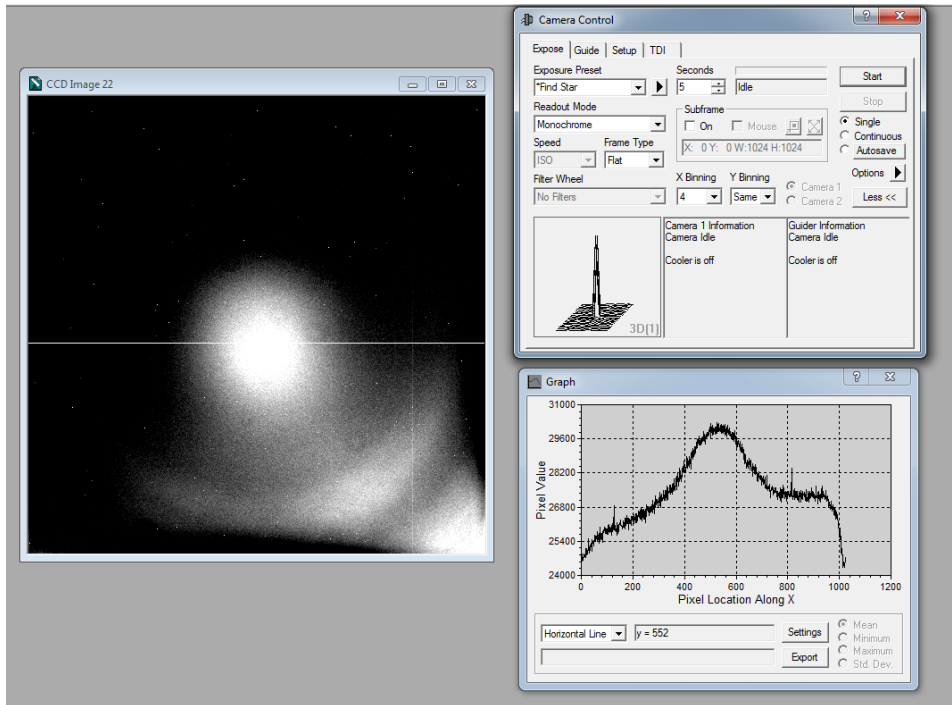 CCD Image 22
Camera Control
Expose Guide Setup TDI
Exposure Preset Seconds
*Find Star 5 Idle Start
Readout Mode Subframe Stop
Monochrome On Mouse Single
Speed Frame Type Continuous
ISO Flat X: 0 Y: 0 W:1024 H:1024 Autosave
Filter Wheel X Binning Y Binning Camera 1 Options
No Filters 4 Same Camera 2 Less <<
Camera 1 Information Guider Information
Camera Idle Camera Idle
Cooler is off Cooler is off
3D[1]
Graph
31000
29600
28200
26800
25400
24000
Pixel Value
0 200 400 600 800 1000 1200
Pixel Location Along X
Horizontal Line y = 552 Settings Mean
Minimum
Export Maximum
Std. Dev.